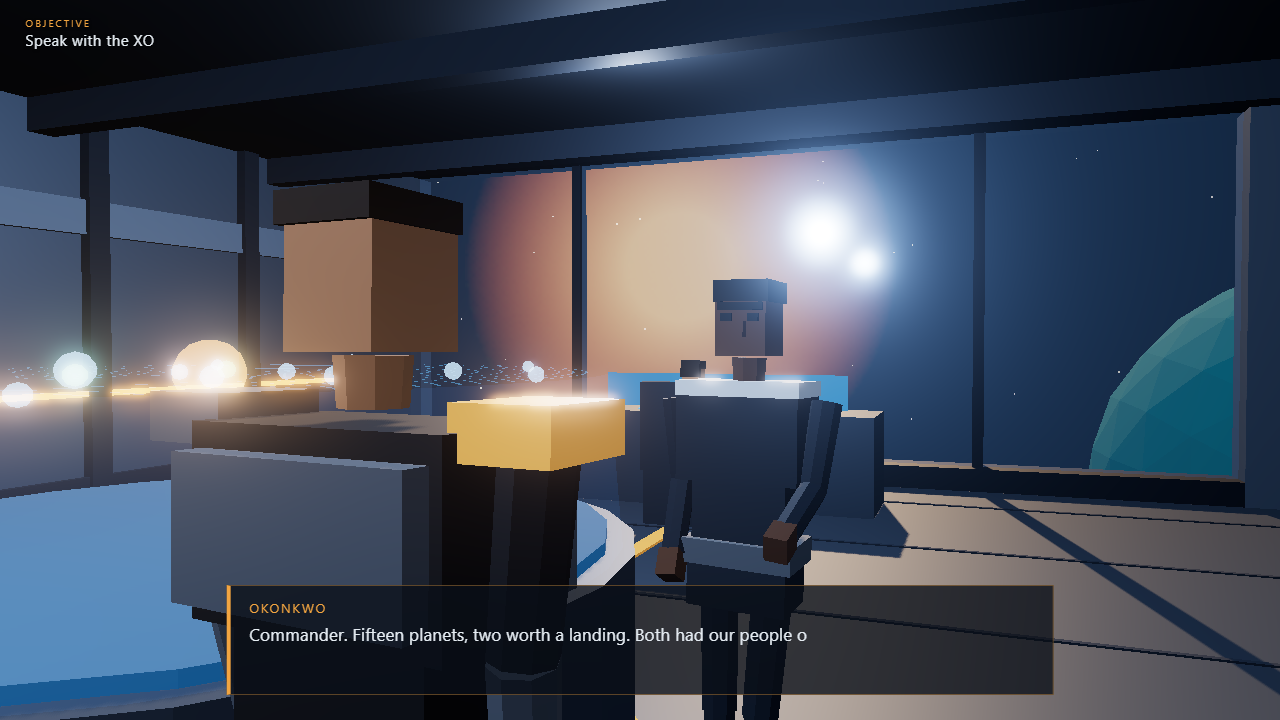 OBJECTIVE
Speak with the XO
OKONKWO
Commander. Fifteen planets, two worth a landing. Both had our people o